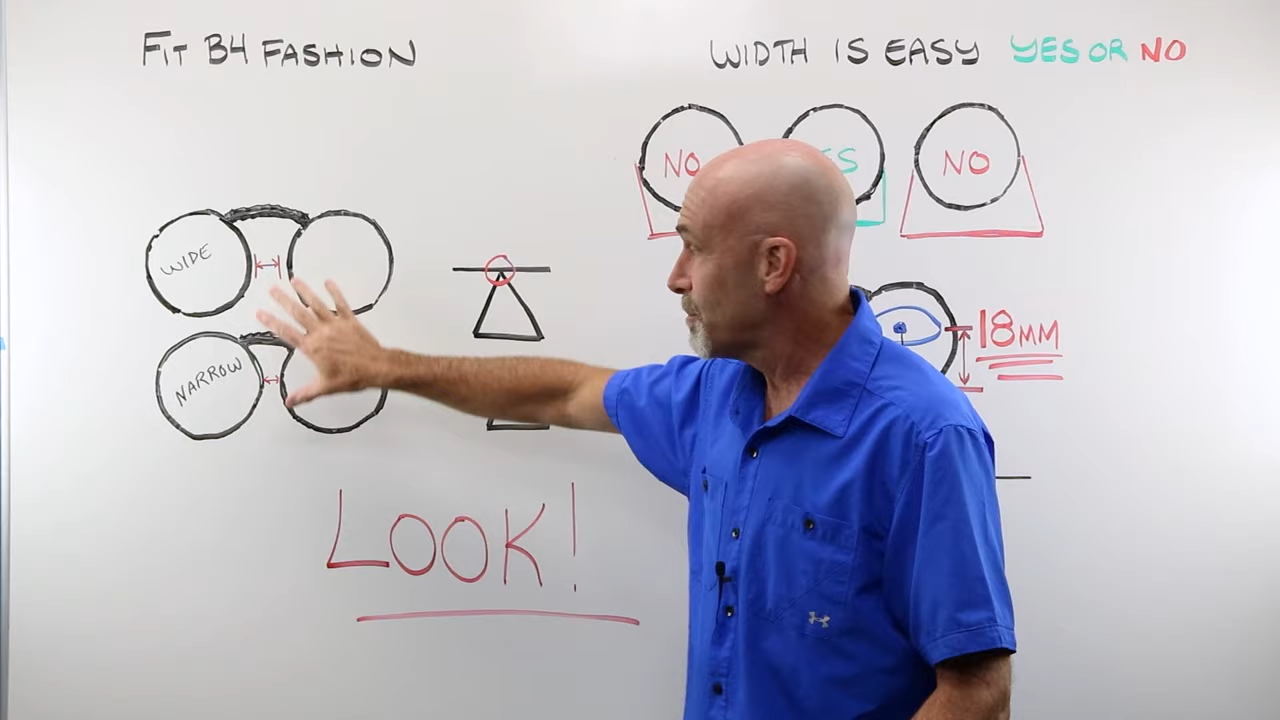 FIT B4 FASHION
WIDTH IS EASY YES OR NO
NO
NO
WIDE
NARROW
18MM
LOOK!